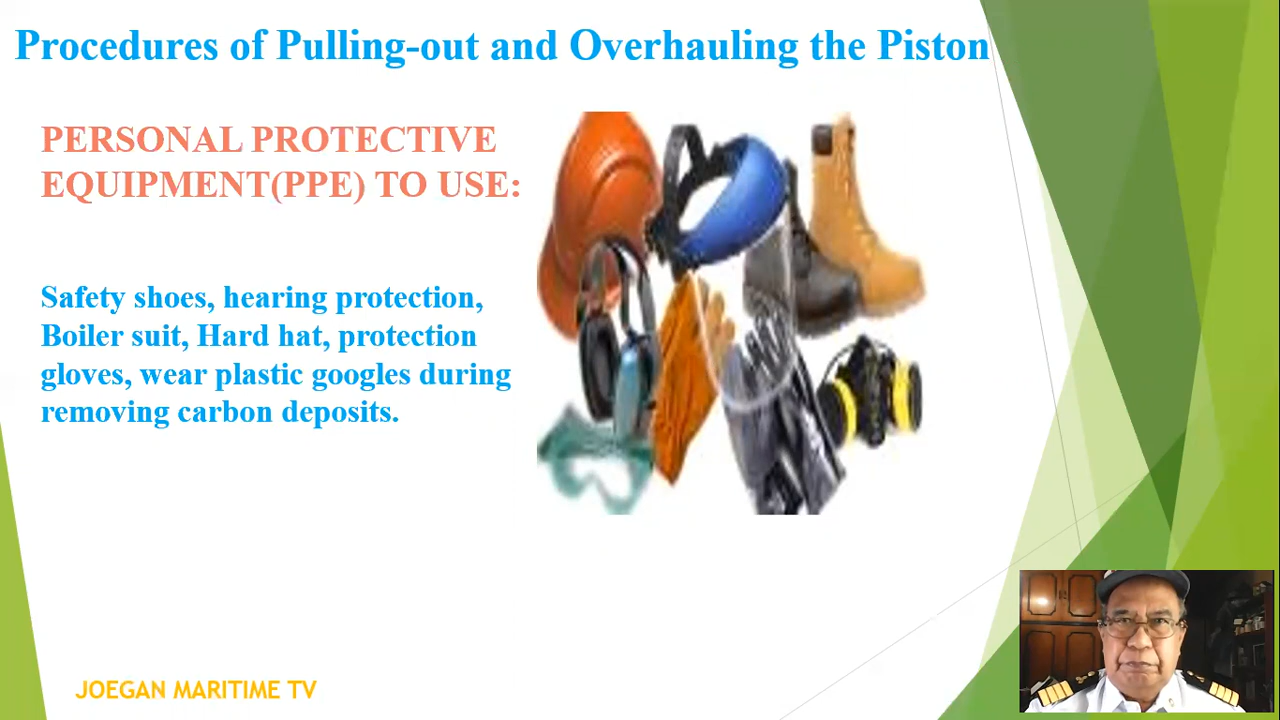 Procedures of Pulling-out and Overhauling the Piston
PERSONAL PROTECTIVE
EQUIPMENT(PPE) TO USE:
Safety shoes, hearing protection,
Boiler suit, Hard hat, protection
gloves, wear plastic googles during
removing carbon deposits.
JOEGAN MARITIME TV